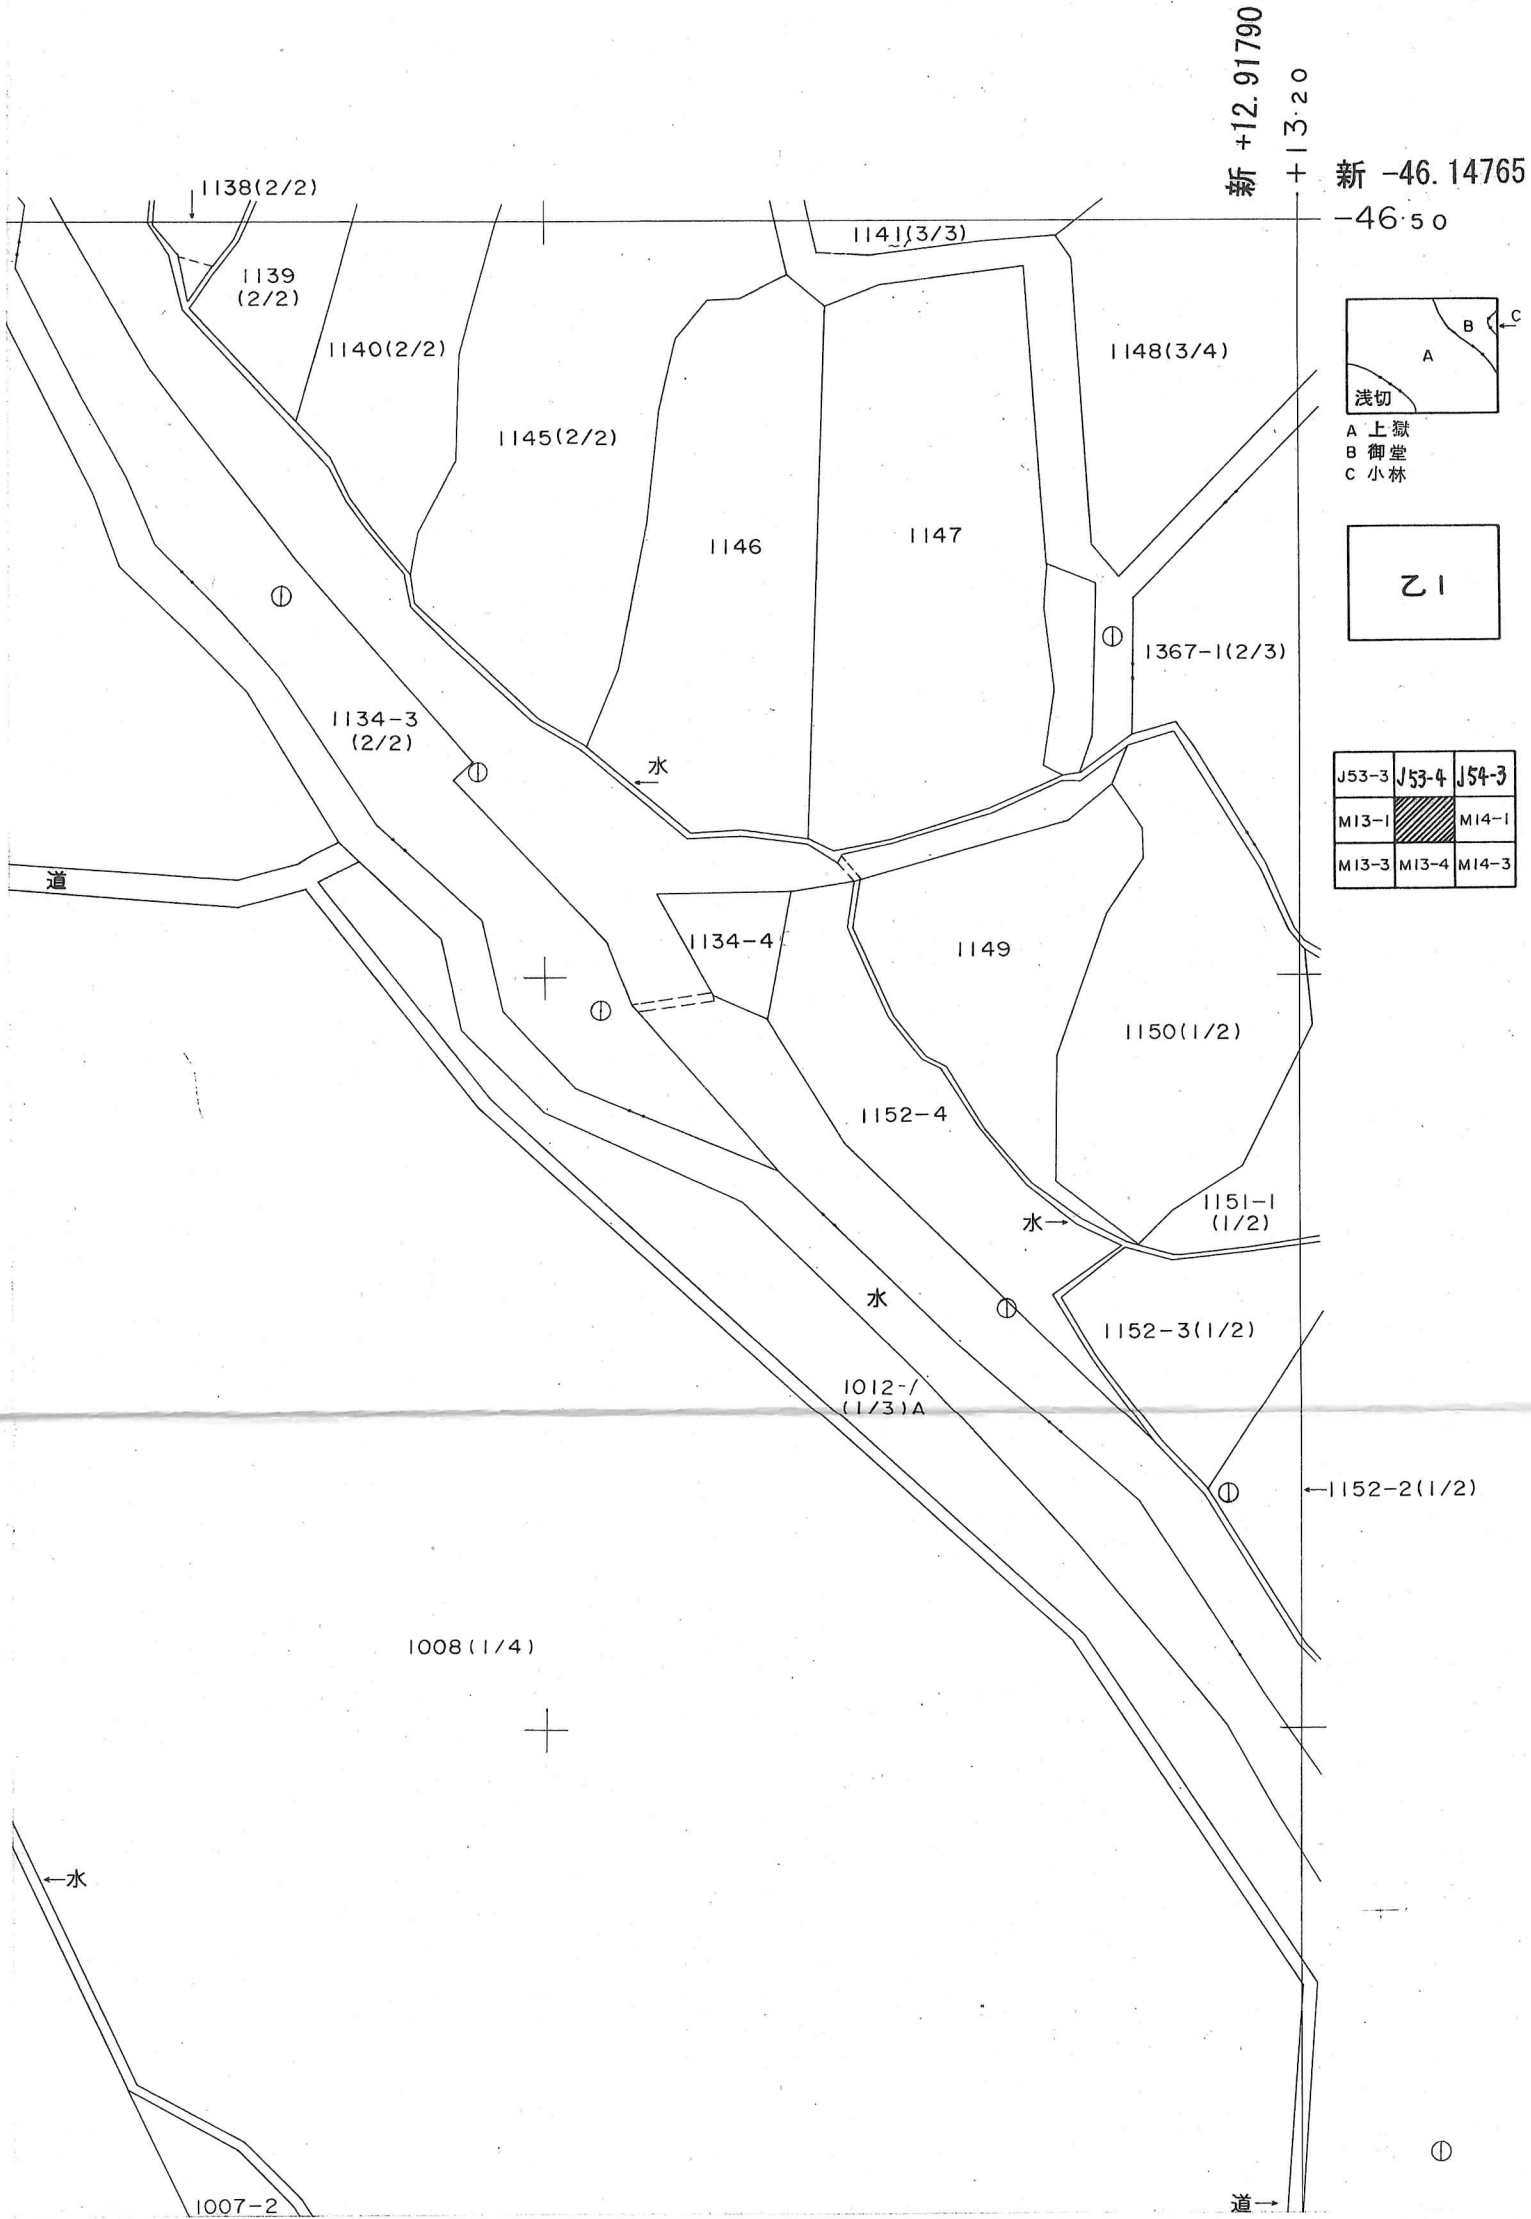 新 +12.91790
+13.20
新 -46.14765
-46.50
1138(2/2)
1141(3/3)
1139
(2/2)
1140(2/2)
1148(3/4)
1145(2/2)
1146
1147
1367-1(2/3)
1134-3
(2/2)
水
道
1134-4
1149
1150(1/2)
1152-4
1151-1
(1/2)
水→
水
1152-3(1/2)
1012-1
(1/3)A
←1152-2(1/2)
1008(1/4)
←水
1007-2
道→
A
B
C
浅切
A 上獄
B 御堂
C 小林
乙1
J53-3 J53-4 J54-3
M13-1 M14-1
M13-3 M13-4 M14-3